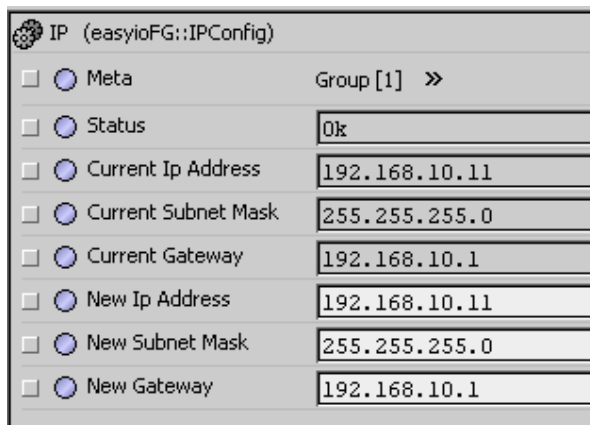 IP (easyioFG::IPConfig)
Meta Group [1] »
Status Ok
Current Ip Address 192.168.10.11
Current Subnet Mask 255.255.255.0
Current Gateway 192.168.10.1
New Ip Address 192.168.10.11
New Subnet Mask 255.255.255.0
New Gateway 192.168.10.1